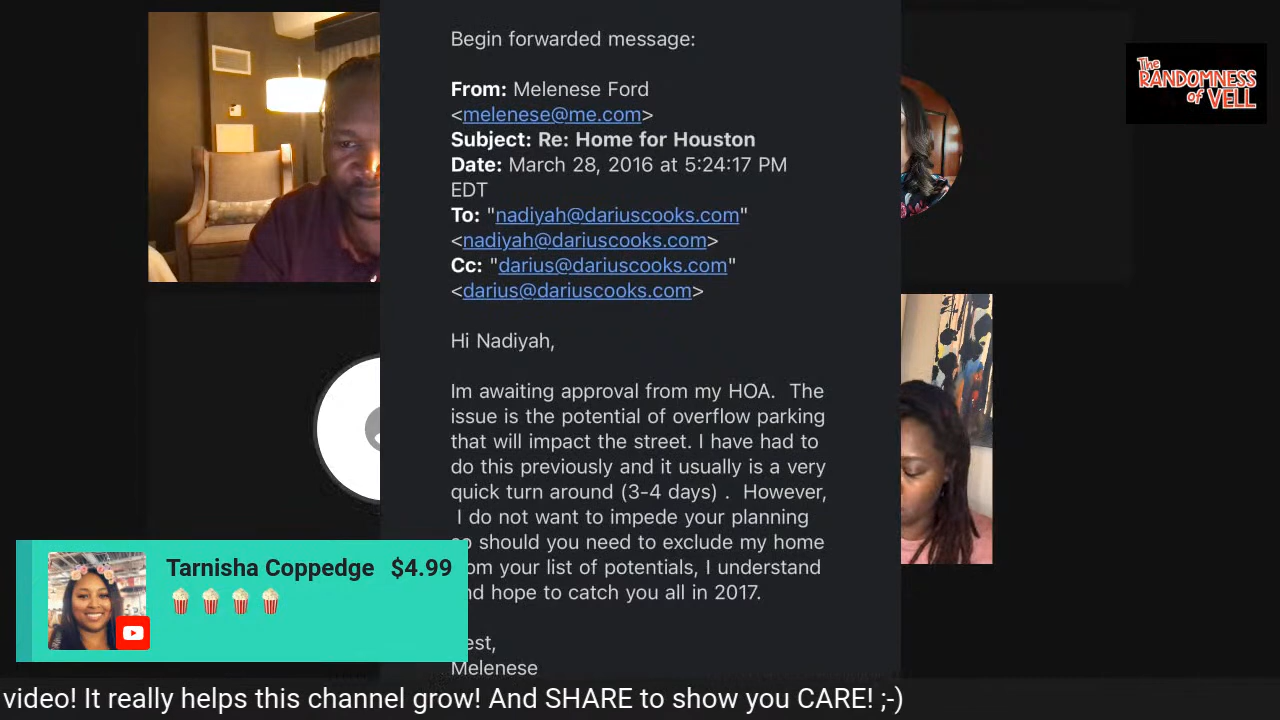 Begin forwarded message:
The
RANDOMNESS
of VELL
From: Melenese Ford
<melenese@me.com>
Subject: Re: Home for Houston
Date: March 28, 2016 at 5:24:17 PM
EDT
To: "nadiyah@dariuscooks.com"
<nadiyah@dariuscooks.com>
Cc: "darius@dariuscooks.com"
<darius@dariuscooks.com>
Hi Nadiyah,
Im awaiting approval from my HOA.  The
issue is the potential of overflow parking
that will impact the street. I have had to
do this previously and it usually is a very
quick turn around (3-4 days) .  However,
I do not want to impede your planning
should you need to exclude my home
your list of potentials, I understand
hope to catch you all in 2017.
Melenese
Tarnisha Coppedge $4.99
video! It really helps this channel grow! And SHARE to show you CARE! ;-)